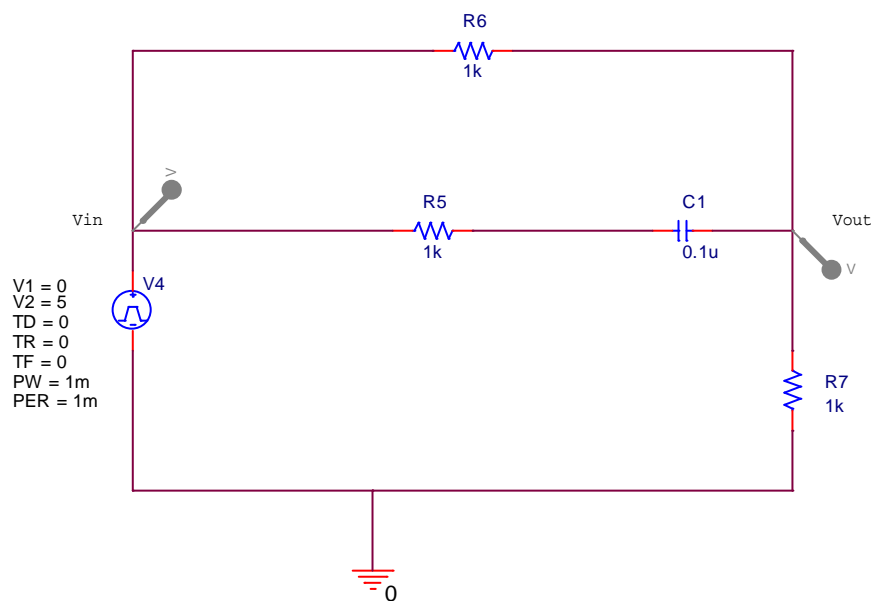 R6
1k
V
Vin
R5
1k
C1
0.1u
Vout
V
V4
V1 = 0
V2 = 5
TD = 0
TR = 0
TF = 0
PW = 1m
PER = 1m
R7
1k
0